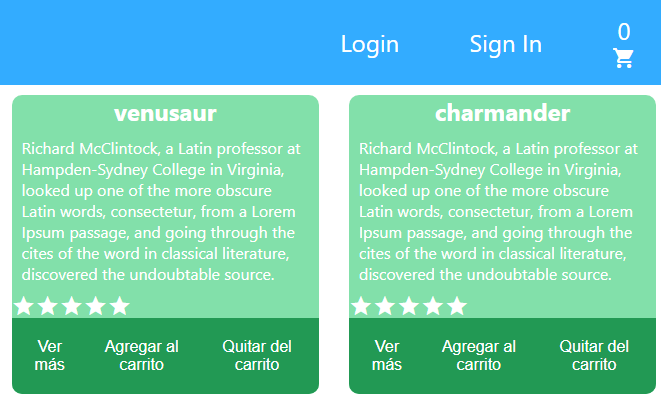 Login Sign In 0
venusaur
Richard McClintock, a Latin professor at
Hampden-Sydney College in Virginia,
looked up one of the more obscure
Latin words, consectetur, from a Lorem
Ipsum passage, and going through the
cites of the word in classical literature,
discovered the undoubtable source.
Ver
más
Agregar al
carrito
Quitar del
carrito
charmander
Richard McClintock, a Latin professor at
Hampden-Sydney College in Virginia,
looked up one of the more obscure
Latin words, consectetur, from a Lorem
Ipsum passage, and going through the
cites of the word in classical literature,
discovered the undoubtable source.
Ver
más
Agregar al
carrito
Quitar del
carrito